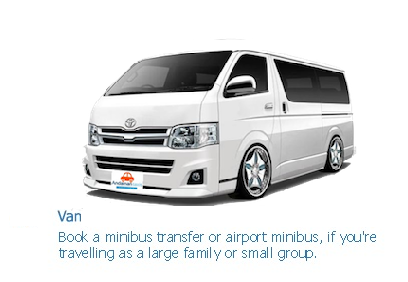 Van
Book a minibus transfer or airport minibus, if you're
travelling as a large family or small group.